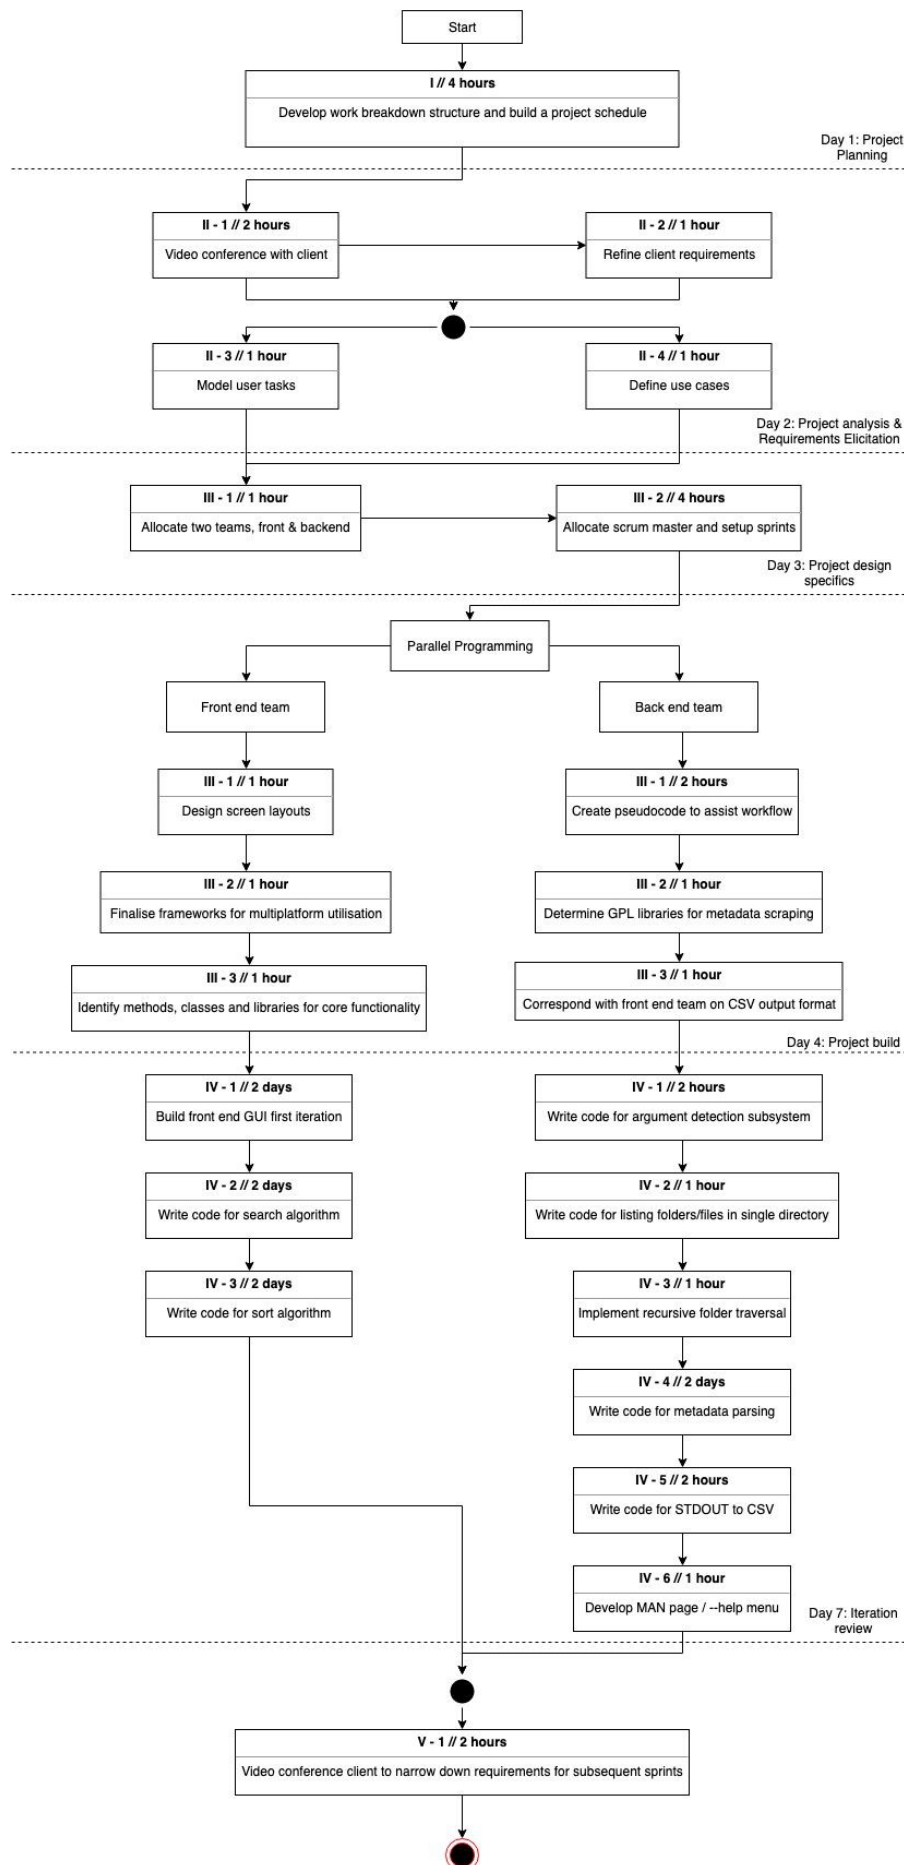 Start
I // 4 hours
Develop work breakdown structure and build a project schedule
Day 1: Project
Planning
II - 1 // 2 hours
Video conference with client
II - 2 // 1 hour
Refine client requirements
II - 3 // 1 hour
Model user tasks
II - 4 // 1 hour
Define use cases
Day 2: Project analysis &
Requirements Elicitation
III - 1 // 1 hour
Allocate two teams, front & backend
III - 2 // 4 hours
Allocate scrum master and setup sprints
Day 3: Project design
specifics
Parallel Programming
Front end team
Back end team
III - 1 // 1 hour
Design screen layouts
III - 1 // 2 hours
Create pseudocode to assist workflow
III - 2 // 1 hour
Finalise frameworks for multiplatform utilisation
III - 2 // 1 hour
Determine GPL libraries for metadata scraping
III - 3 // 1 hour
Identify methods, classes and libraries for core functionality
III - 3 // 1 hour
Correspond with front end team on CSV output format
Day 4: Project build
IV - 1 // 2 days
Build front end GUI first iteration
IV - 1 // 2 hours
Write code for argument detection subsystem
IV - 2 // 2 days
Write code for search algorithm
IV - 2 // 1 hour
Write code for listing folders/files in single directory
IV - 3 // 2 days
Write code for sort algorithm
IV - 3 // 1 hour
Implement recursive folder traversal
IV - 4 // 2 days
Write code for metadata parsing
IV - 5 // 2 hours
Write code for STDOUT to CSV
IV - 6 // 1 hour
Develop MAN page / --help menu
Day 7: Iteration
review
V - 1 // 2 hours
Video conference client to narrow down requirements for subsequent sprints